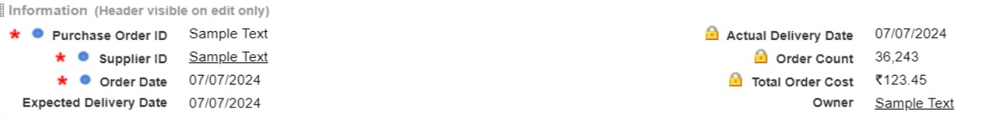 Information (Header visible on edit only)
* Purchase Order ID Sample Text
* Supplier ID Sample Text
* Order Date 07/07/2024
Expected Delivery Date 07/07/2024
Actual Delivery Date 07/07/2024
Order Count 36,243
Total Order Cost ₹123.45
Owner Sample Text